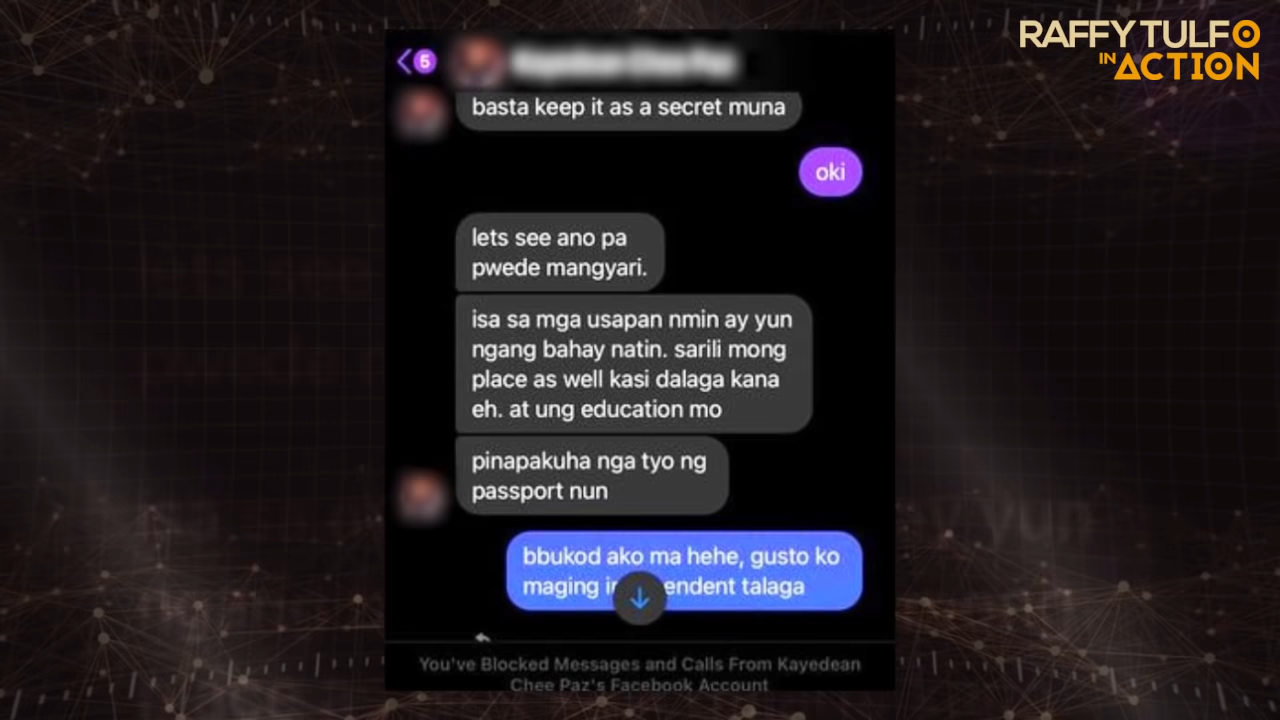 RAFFY TULFO
IN ACTION
5
basta keep it as a secret muna
oki
lets see ano pa
pwede mangyari.
isa sa mga usapan nmin ay yun
ngang bahay natin. sarili mong
place as well kasi dalaga kana
eh. at ung education mo
pinapakuha nga tyo ng
passport nun
bbukod ako ma hehe, gusto ko
maging endent talaga
You've Blocked Messages and Calls From Kayedean
Chee Paz's Facebook Account